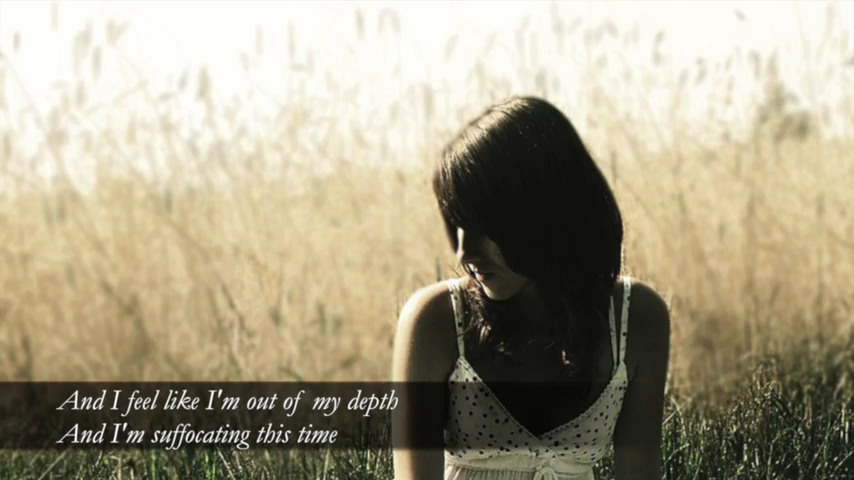 And I feel like I'm out of my depth
And I'm suffocating this time